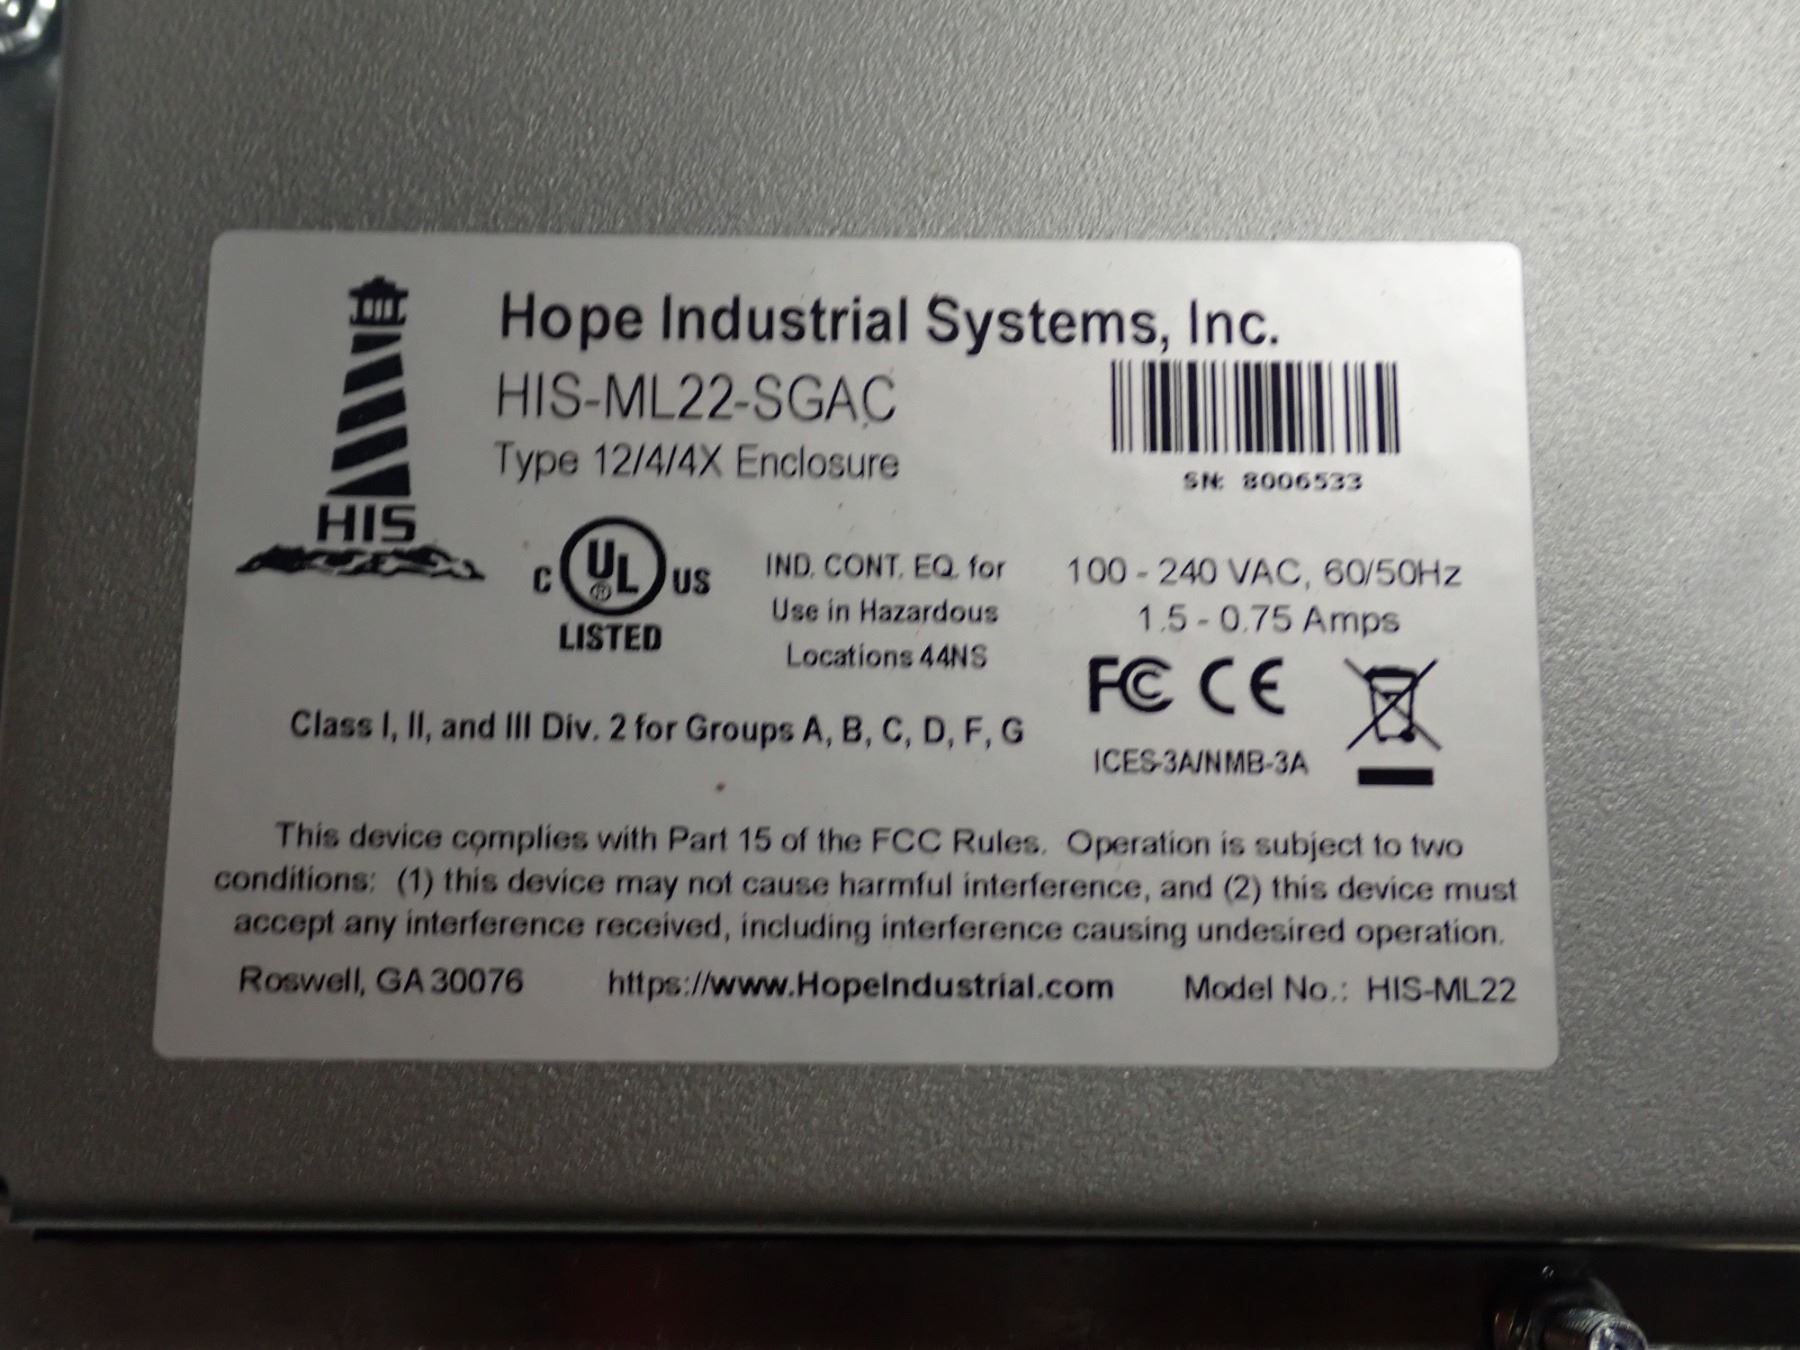 Hope Industrial Systems, Inc.
HIS-ML22-SGAC
Type 12/4/4X Enclosure
SN: 8006533
HIS
C UL® US
LISTED
IND. CONT. EQ. for
Use in Hazardous
Locations 44NS
100 - 240 VAC, 60/50Hz
1.5 - 0.75 Amps
FC CE
Class I, II, and III Div. 2 for Groups A, B, C, D, F, G
ICES-3A/NMB-3A
This device complies with Part 15 of the FCC Rules. Operation is subject to two
conditions: (1) this device may not cause harmful interference, and (2) this device must
accept any interference received, including interference causing undesired operation.
Roswell, GA 30076 https://www.HopeIndustrial.com Model No.: HIS-ML22